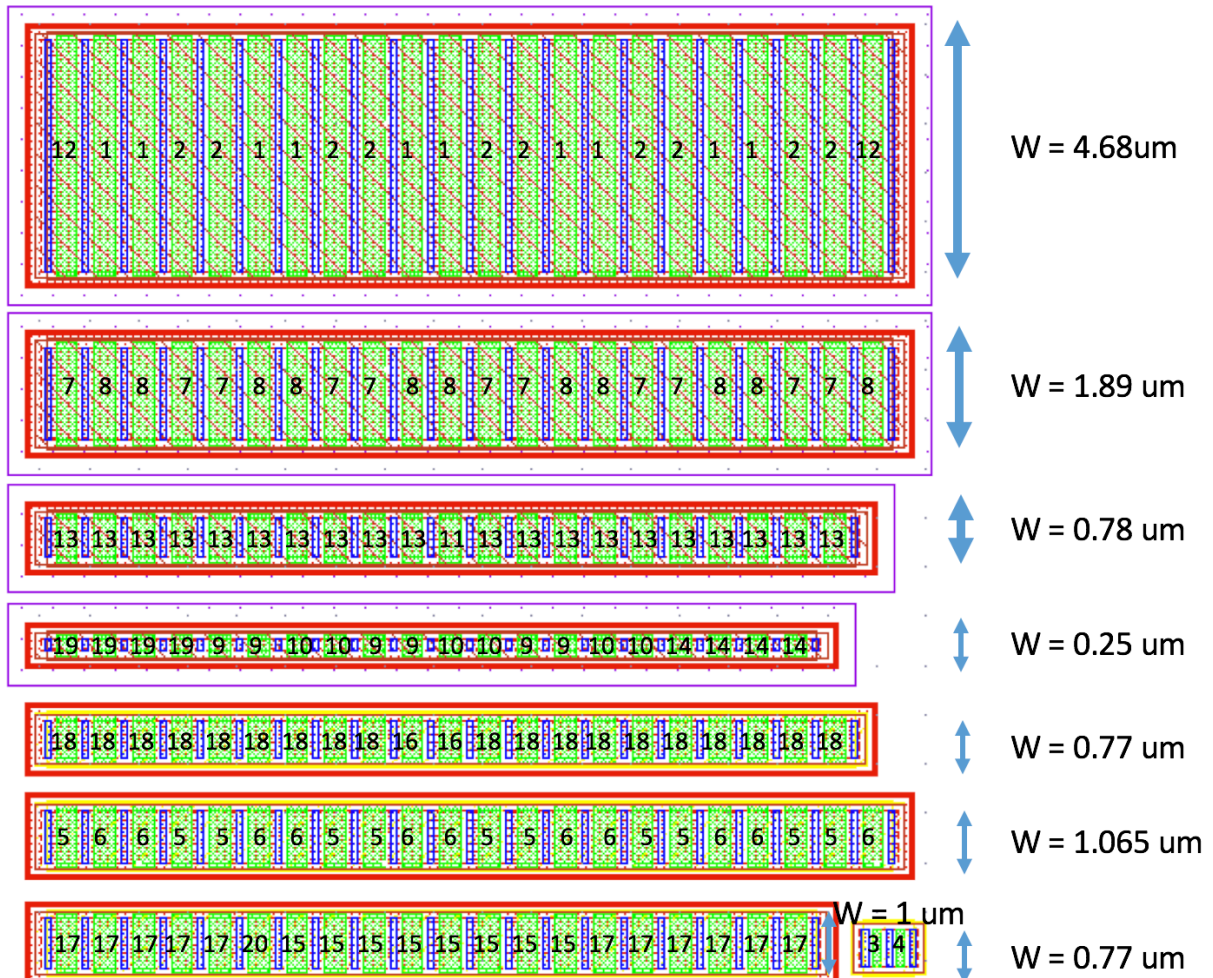 12 1 1 2 2 1 1 2 2 1 1 2 2 1 1 2 2 1 1 2 2 12 W = 4.68um
7 8 8 7 7 8 8 7 7 8 8 7 7 8 8 7 7 8 8 7 7 8 W = 1.89 um
13 13 13 13 13 13 13 13 13 13 11 13 13 13 13 13 13 13 13 13 13 W = 0.78 um
19 19 19 19 9 9 10 10 9 9 10 10 9 9 10 10 14 14 14 14 W = 0.25 um
18 18 18 18 18 18 18 18 18 16 16 18 18 18 18 18 18 18 18 18 18 W = 0.77 um
5 6 6 5 5 6 6 5 5 6 6 5 5 6 6 5 5 6 6 5 5 6 W = 1.065 um
W = 1 um
17 17 17 17 17 20 15 15 15 15 15 15 15 15 17 17 17 17 17 17 3 4 W = 0.77 um